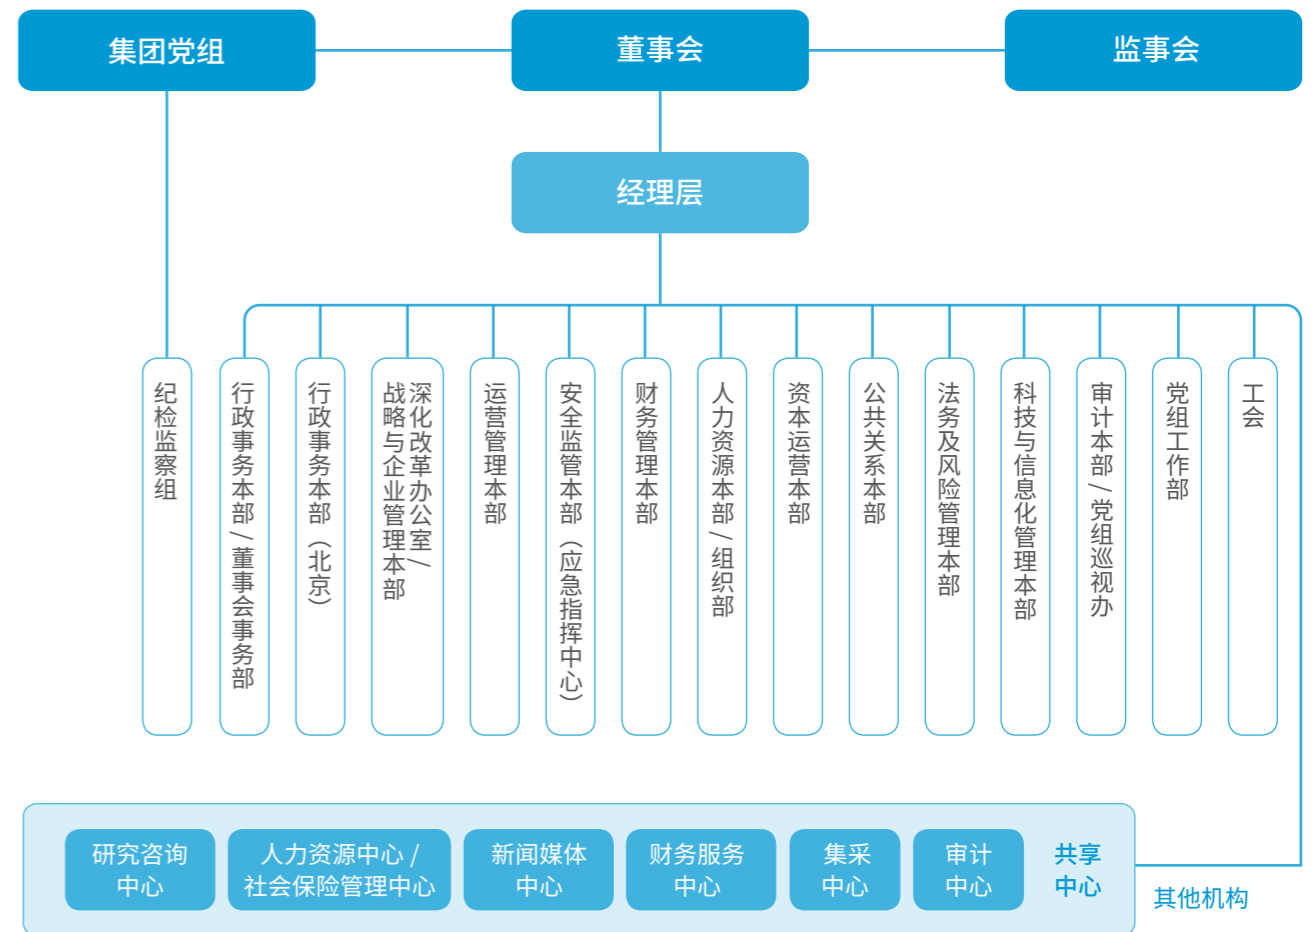 集团党组
董事会
监事会
经理层
纪检监察组
行政事务本部/董事会事务部
行政事务本部（北京）
深化改革办公室/
战略与企业管理本部
运营管理本部
安全监管本部（应急指挥中心）
财务管理本部
人力资源本部/组织部
资本运营本部
公共关系本部
法务及风险管理本部
科技与信息化管理本部
审计本部/党组巡视办
党组工作部
工会
研究咨询
中心
人力资源中心 /
社会保险管理中心
新闻媒体
中心
财务服务
中心
集采
中心
审计
中心
共享
中心
其他机构